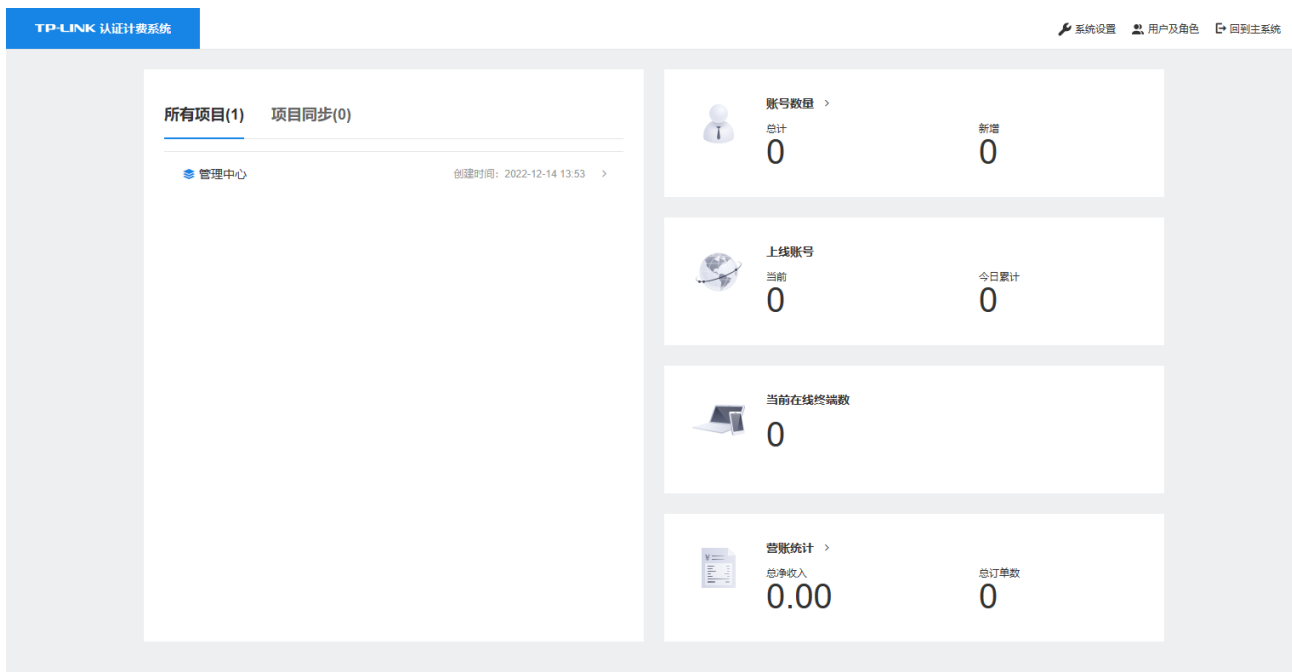 TP-LINK 认证计费系统
系统设置 用户及角色 回到主系统
所有项目(1) 项目同步(0)
管理中心 创建时间：2022-12-14 13:53
账号数量
总计 新增
0 0
上线账号
当前 今日累计
0 0
当前在线终端数
0
营账统计
总净收入 总订单数
0.00 0